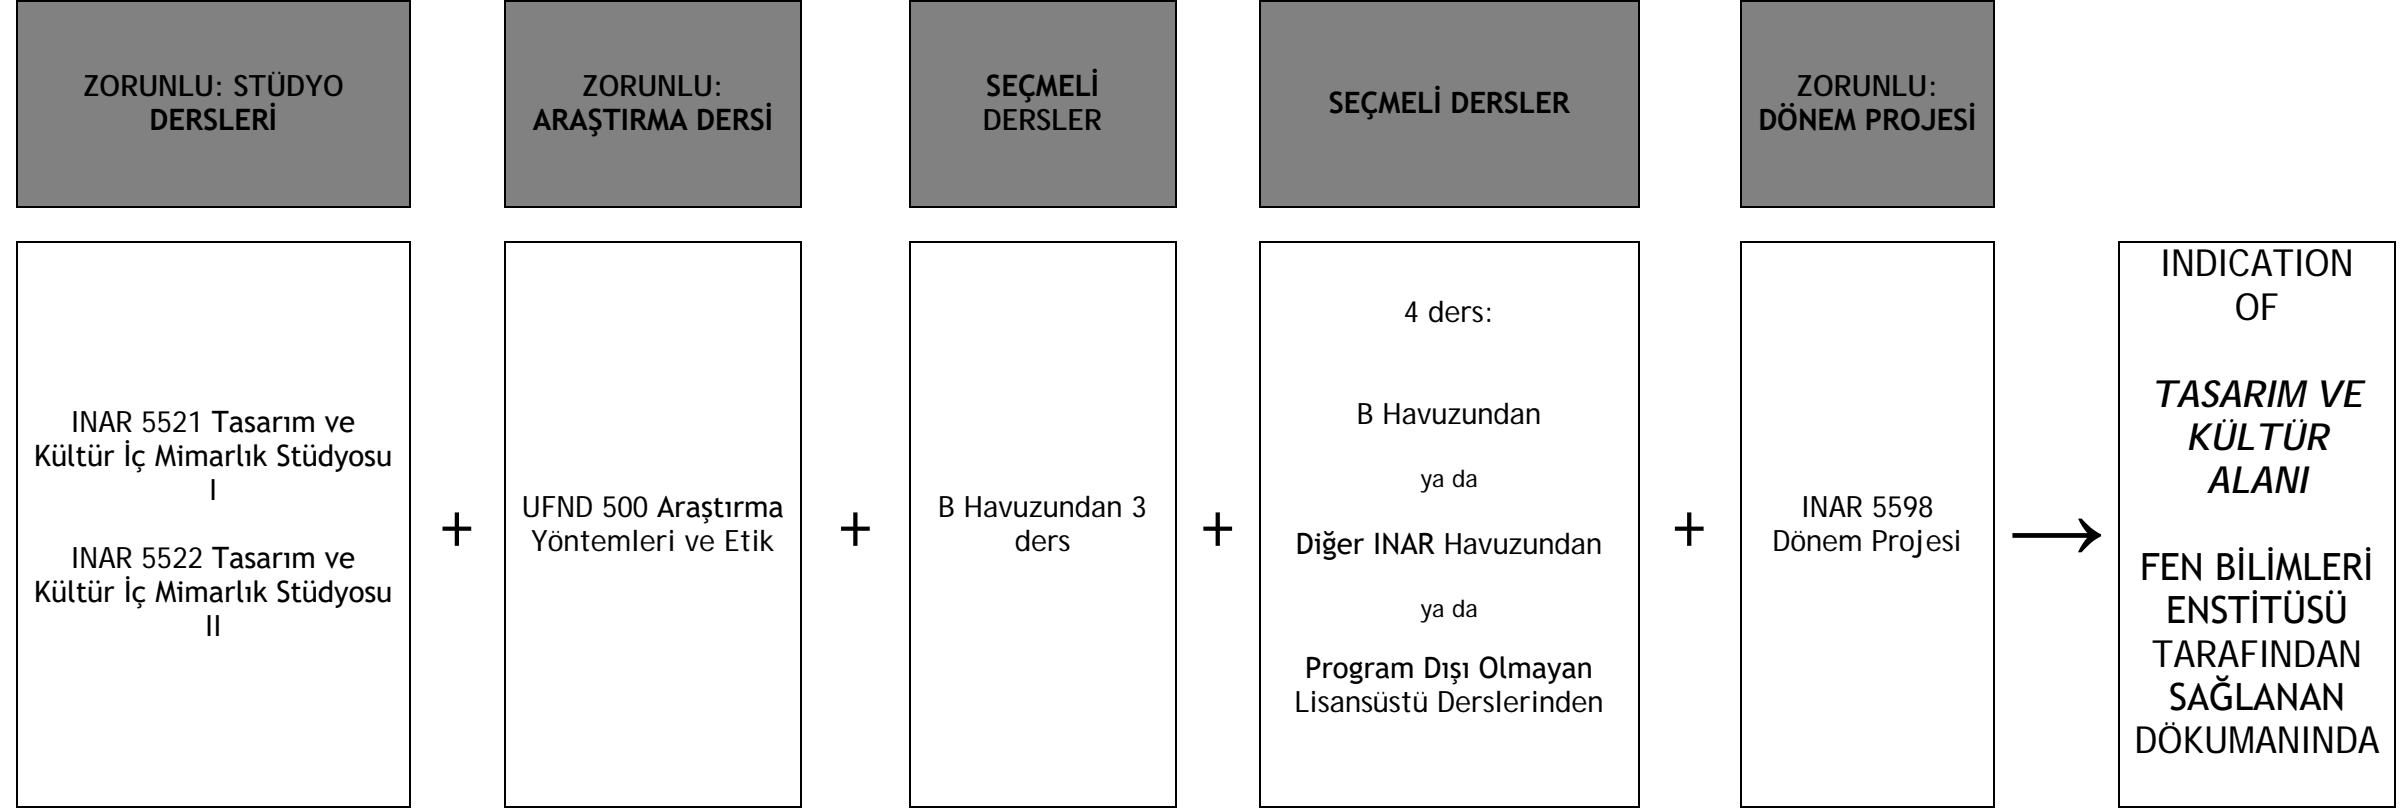 ZORUNLU: STÜDYO
DERSLERİ
ZORUNLU:
ARAŞTIRMA DERSİ
SEÇMELİ
DERSLER
SEÇMELİ DERSLER
ZORUNLU:
DÖNEM PROJESİ
INAR 5521 Tasarım ve
Kültür İç Mimarlık Stüdyosu
I
INAR 5522 Tasarım ve
Kültür İç Mimarlık Stüdyosu
II
+
UFND 500 Araştırma
Yöntemleri ve Etik
+
B Havuzundan 3
ders
+
4 ders:
B Havuzundan
ya da
Diğer INAR Havuzundan
ya da
Program Dışı Olmayan
Lisansüstü Derslerinden
+
INAR 5598
Dönem Projesi
→
INDICATION
OF
TASARIM VE
KÜLTÜR
ALANI
FEN BİLİMLERİ
ENSTİTÜSÜ
TARAFINDAN
SAĞLANAN
DÖKUMANINDA